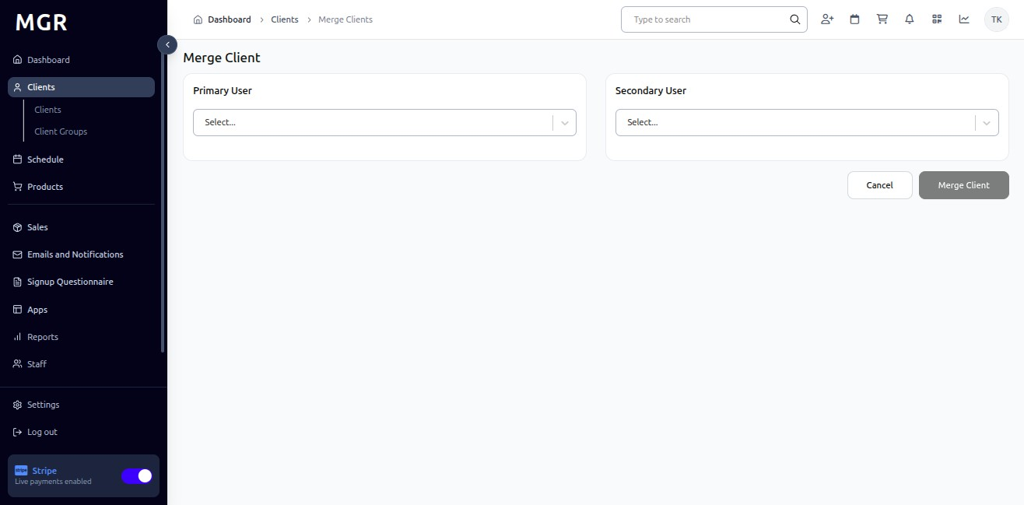 MGR
Dashboard
Clients
Clients
Client Groups
Schedule
Products
Sales
Emails and Notifications
Signup Questionnaire
Apps
Reports
Staff
Settings
Log out
Stripe
Live payments enabled
Dashboard > Clients > Merge Clients
Type to search
TK
Merge Client
Primary User
Select...
Secondary User
Select...
Cancel
Merge Client